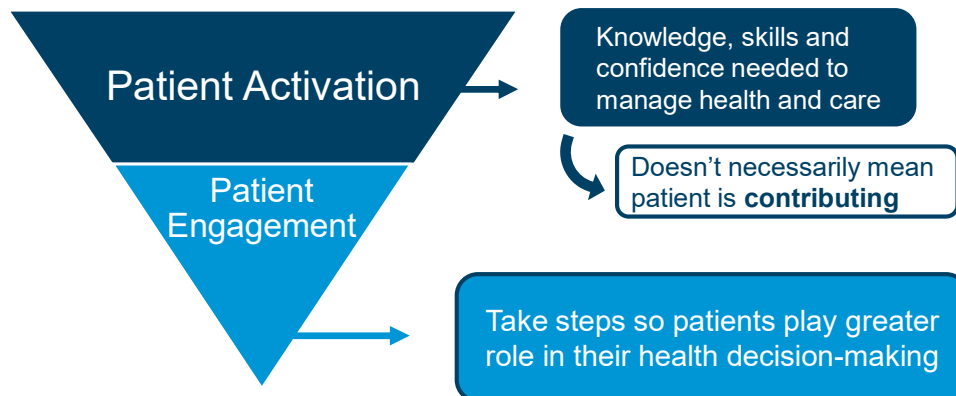 Patient Activation
Knowledge, skills and
confidence needed to
manage health and care
Doesn’t necessarily mean
patient is contributing
Patient
Engagement
Take steps so patients play greater
role in their health decision-making